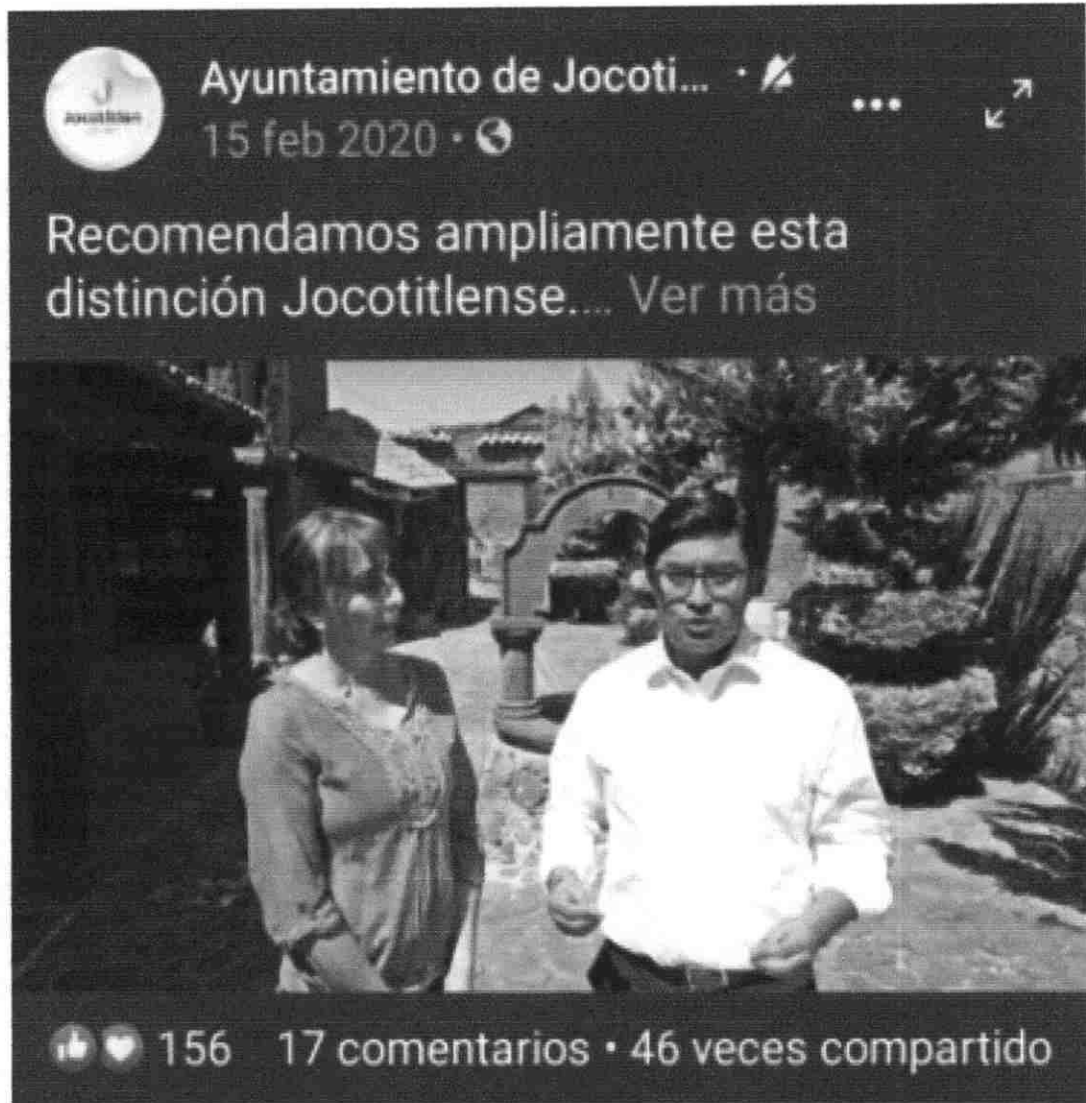 Ayuntamiento de Jocoti... ·
15 feb 2020 ·
Recomendamos ampliamente esta
distinción Jocotitlense.... Ver más
156 17 comentarios • 46 veces compartido